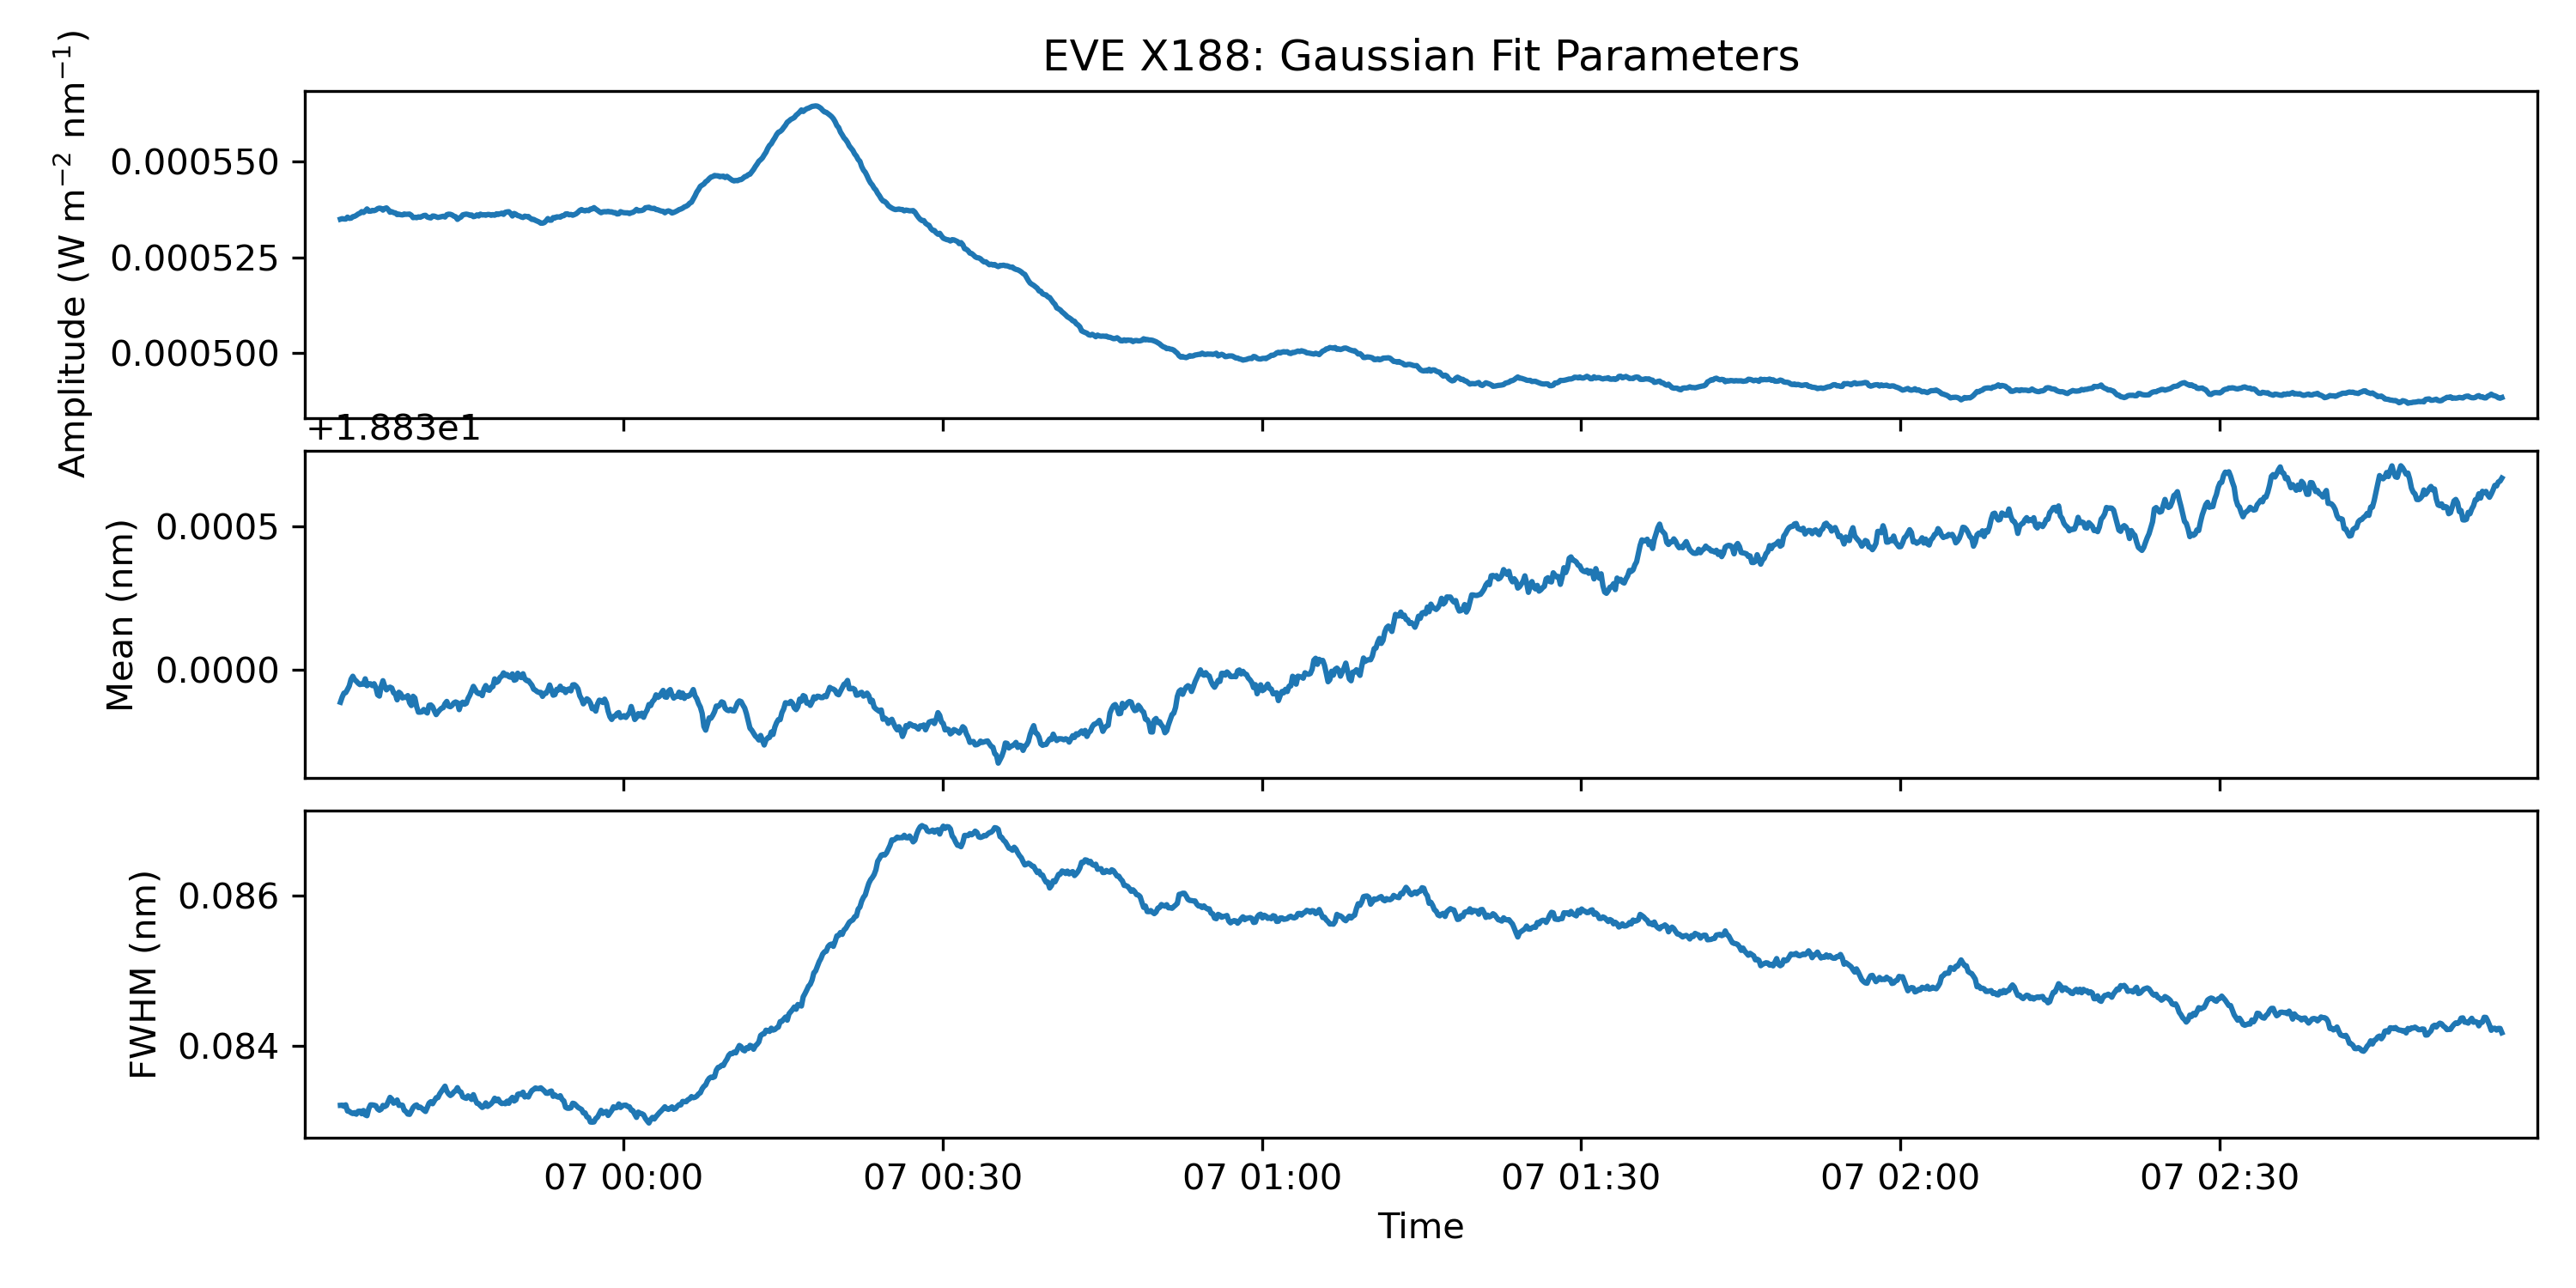 EVE X188: Gaussian Fit Parameters
Amplitude (W m⁻² nm⁻¹)
0.000550
0.000525
0.000500
+1.883e1
Mean (nm)
0.0005
0.0000
FWHM (nm)
0.086
0.084
07 00:00 07 00:30 07 01:00 07 01:30 07 02:00 07 02:30
Time